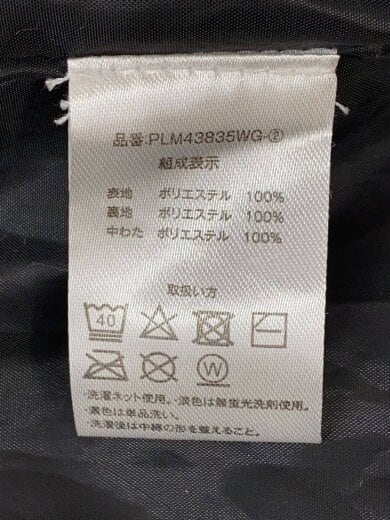 品番:PLM43835WG-②
組成表示
表地 ポリエステル 100%
裏地 ポリエステル 100%
中わた ポリエステル 100%
取扱い方
40
W
・洗濯ネット使用。・淡色は無蛍光洗剤使用。
・濃色は単品洗い。
・洗濯後は中綿の形を整えること。